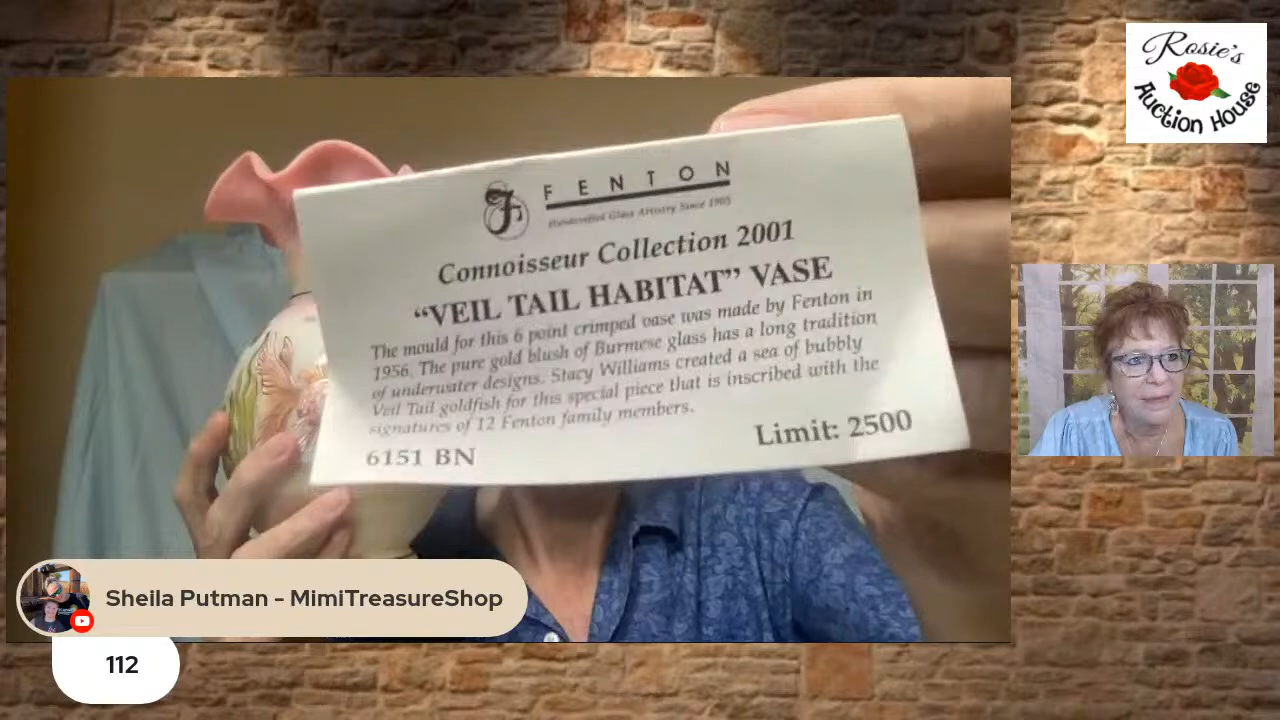 Rosie's
Auction House
FENTON
Handcrafted Glass Artistry Since 1905
Connoisseur Collection 2001
“VEIL TAIL HABITAT” VASE
The mould for this 6 point crimped vase was made by Fenton in
1956. The pure gold blush of Burmese glass has a long tradition
of underwater designs. Stacy Williams created a sea of bubbly
Veil Tail goldfish for this special piece that is inscribed with the
signatures of 12 Fenton family members.
6151 BN
Limit: 2500
Sheila Putman - MimiTreasureShop
112